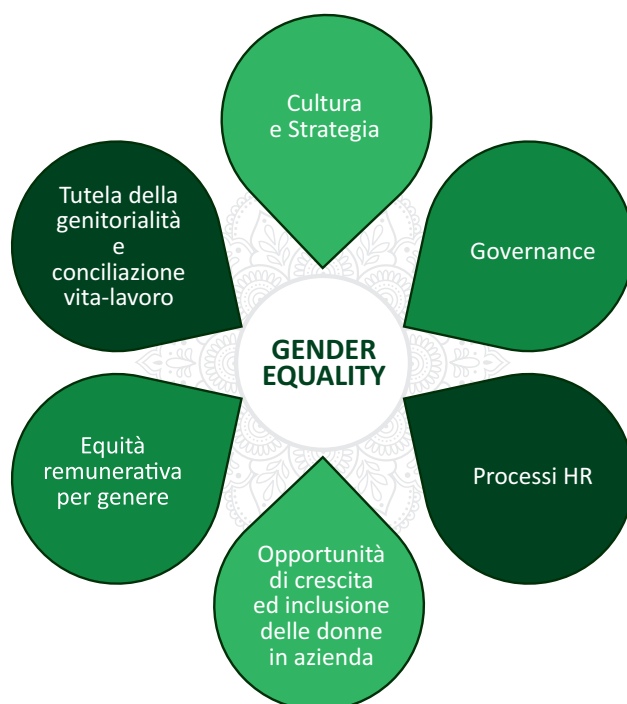 Cultura
e Strategia
Governance
Processi HR
Opportunità
di crescita
ed inclusione
delle donne
in azienda
Equità
remunerativa
per genere
Tutela della
genitorialità
e
conciliazione
vita-lavoro
GENDER
EQUALITY